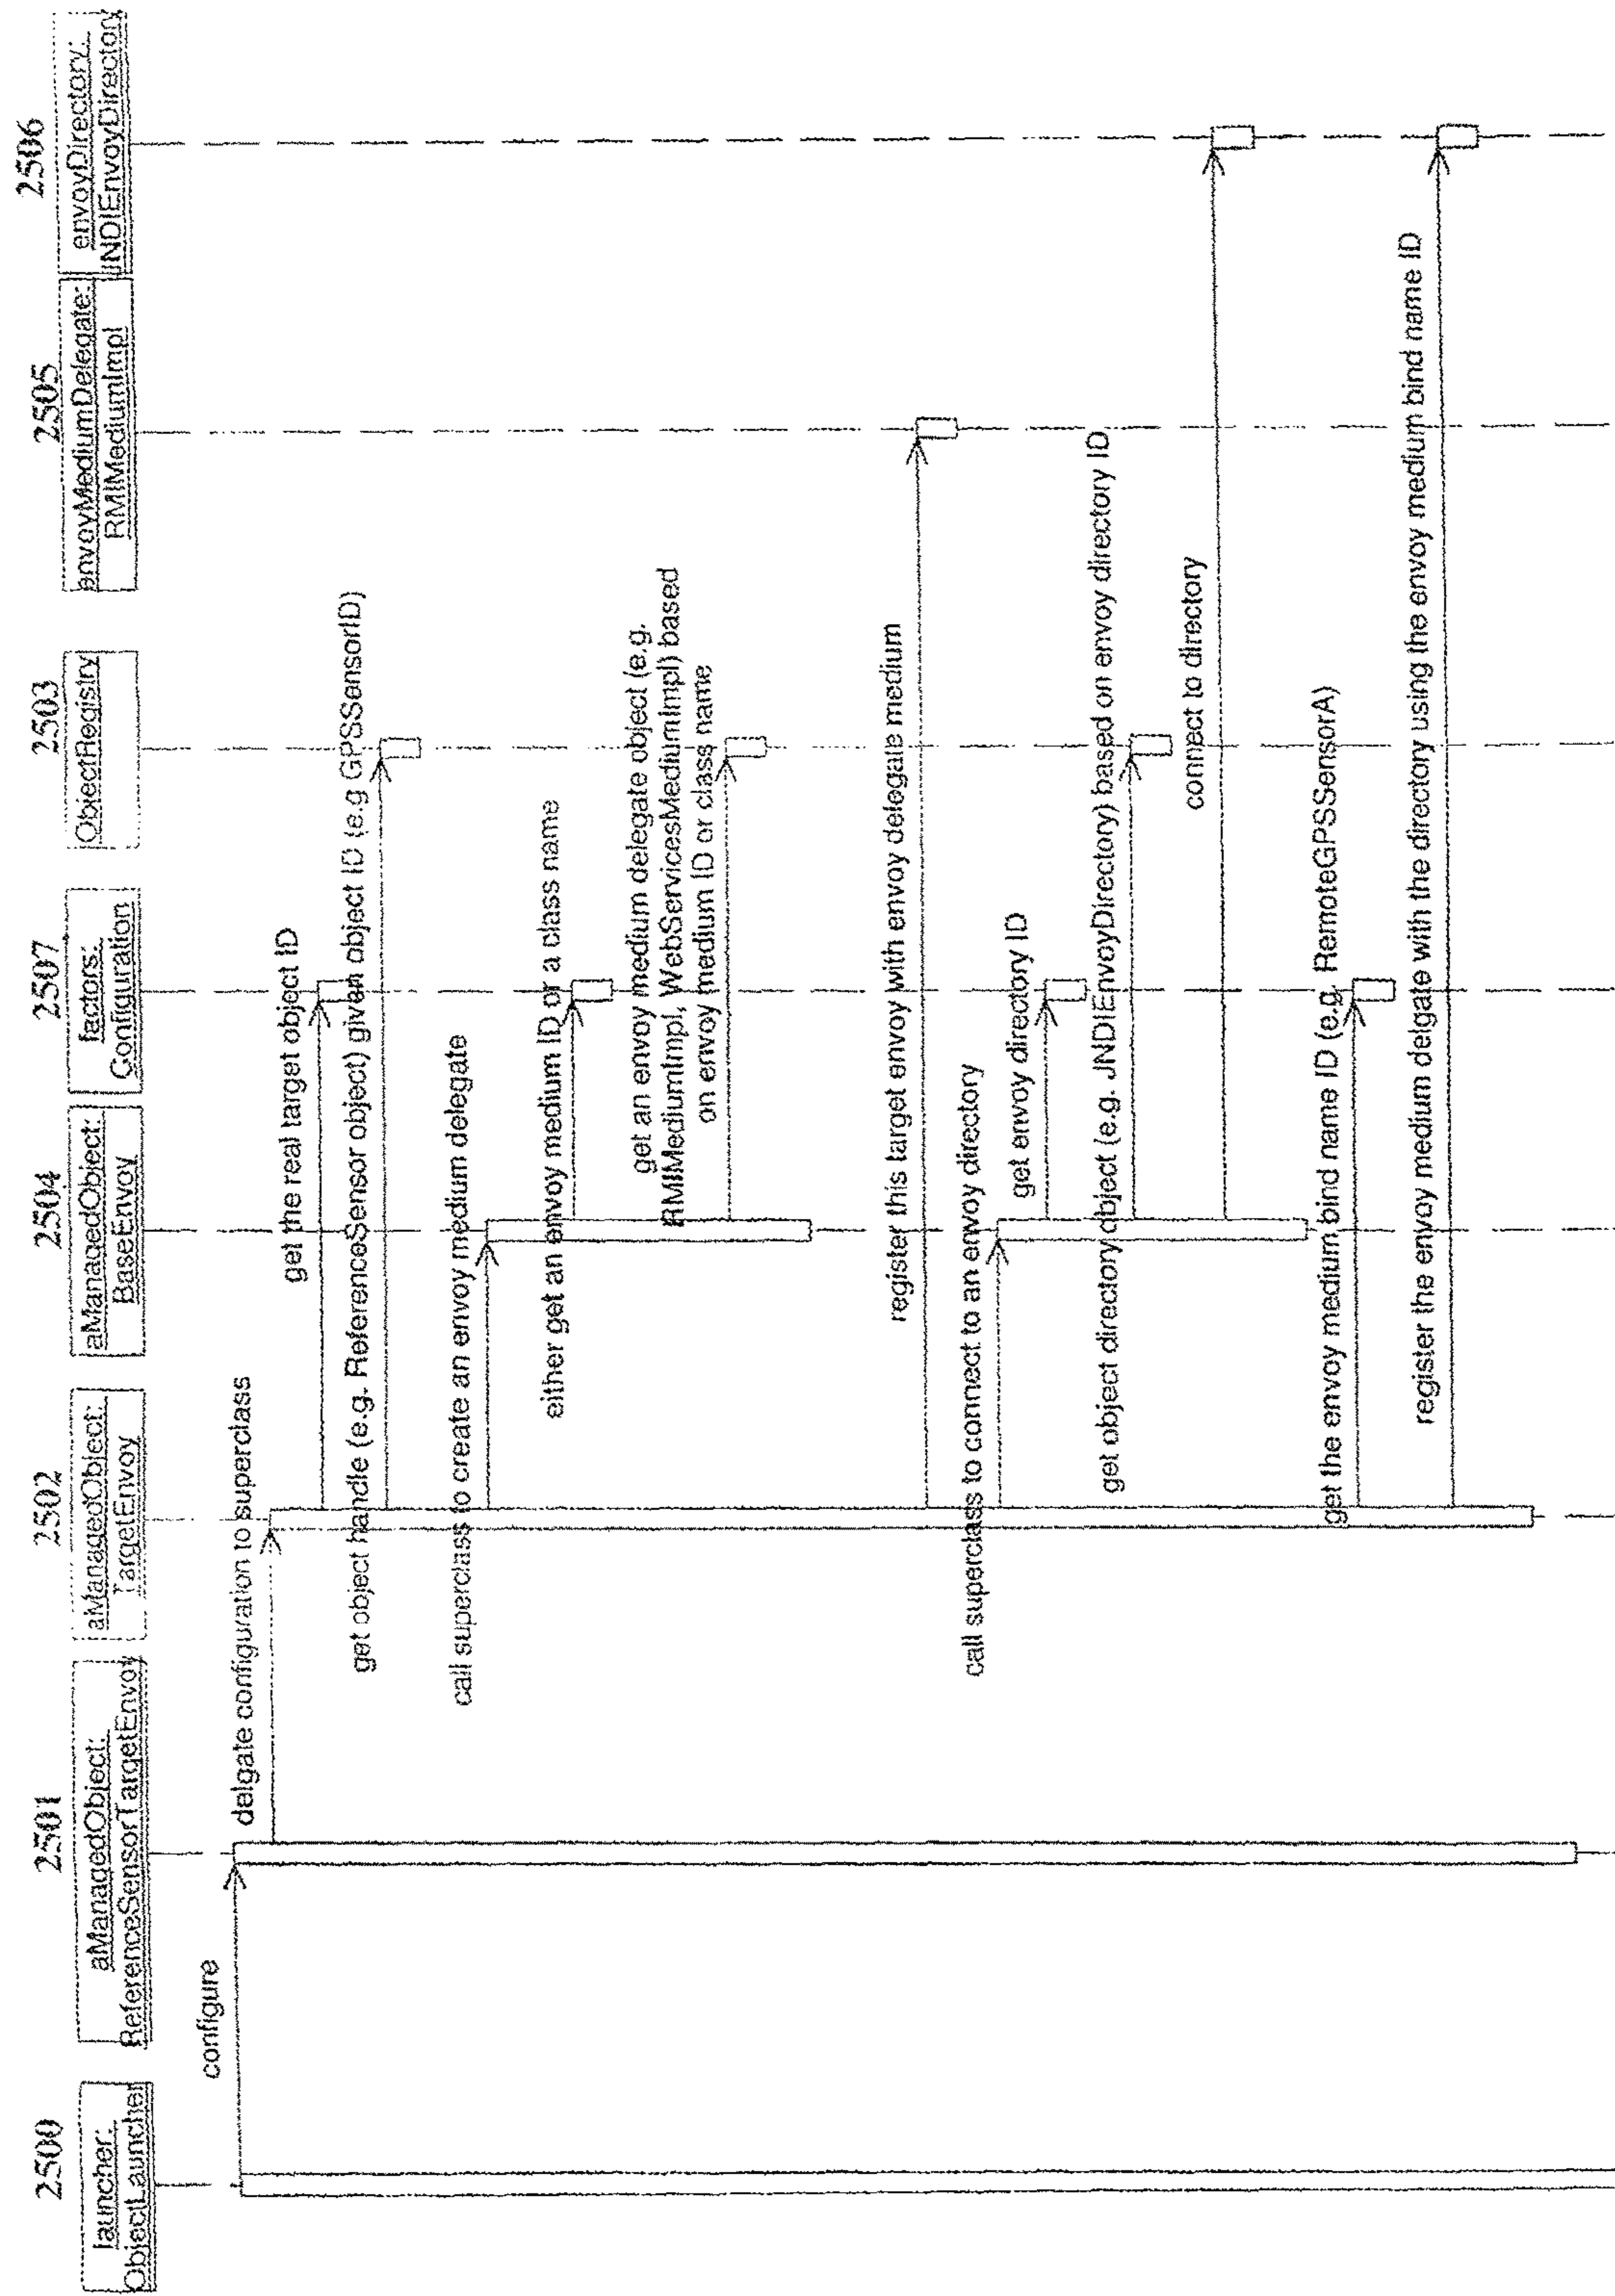 2500
launcher:
ObjectLauncher
2501
aManagedObject:
ReferenceSensorTargetEnvoy
2502
aManagedObject:
TargetEnvoy
2504
aManagedObject:
BaseEnvoy
2507
factors:
Configuration
2503
ObjectRegistry
2505
envoyMediumDelegate:
RMIMediumImpl
2506
envoyDirectory:
JNDIEnvoyDirectory
configure
delgate configuration to superclass
get the real target object ID
get object handle (e.g. ReferenceSensor object) given object ID (e.g GPSSensorID)
call superclass to create an envoy medium delegate
either get an envoy medium ID or a class name
get an envoy medium delegate object (e.g.
RMIMediumImpl, WebServicesMediumImpl) based
on envoy medium ID or class name
register this target envoy with envoy delegate medium
call superclass to connect to an envoy directory
get envoy directory ID
get object directory object (e.g. JNDIEnvoyDirectory) based on envoy directory ID
connect to directory
get the envoy medium bind name ID (e.g. RemoteGPSSensorA)
register the envoy medium delgate with the directory using the envoy medium bind name ID